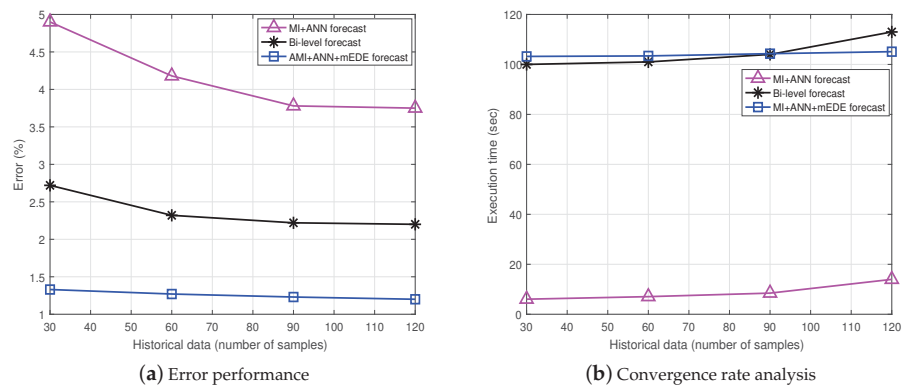 5
4.5
4
3.5
3
2.5
2
1.5
1
Error (%)
30 40 50 60 70 80 90 100 110 120
Historical data (number of samples)
MI+ANN forecast
Bi-level forecast
AMI+ANN+mEDE forecast
(a) Error performance
120
100
80
60
40
20
0
Execution time (sec)
30 40 50 60 70 80 90 100 110 120
Historical data (number of samples)
MI+ANN forecast
Bi-level forecast
MI+ANN+mEDE forecast
(b) Convergence rate analysis